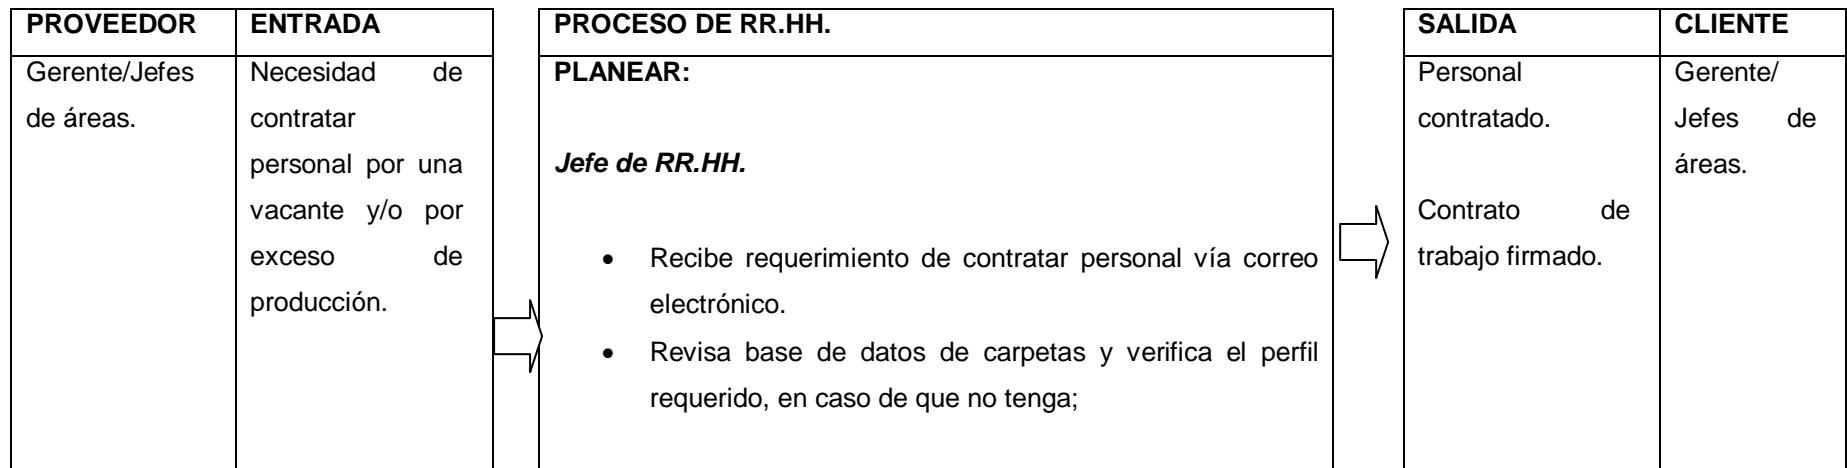 PROVEEDOR
ENTRADA
PROCESO DE RR.HH.
SALIDA
CLIENTE
Gerente/Jefes
de áreas.
Necesidad de
contratar
personal por una
vacante y/o por
exceso de
producción.
PLANEAR:
Jefe de RR.HH.
• Recibe requerimiento de contratar personal vía correo
electrónico.
• Revisa base de datos de carpetas y verifica el perfil
requerido, en caso de que no tenga;
Personal
contratado.
Contrato de
trabajo firmado.
Gerente/
Jefes de
áreas.